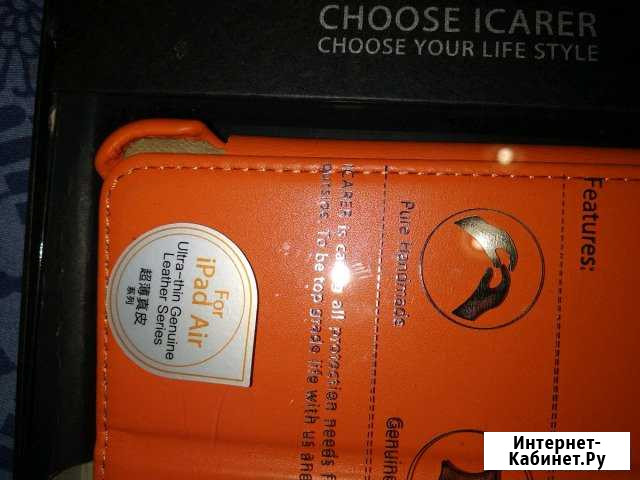 CHOOSE ICARER
CHOOSE YOUR LIFE STYLE
Features:
Pure Handmade
Genuine
ICARER is all protection needs
outside. To be top grade life with us and
For
iPad Air
Ultra-thin Genuine
Leather Series
超薄真皮
系列
Интернет-
Кабинет.Ру